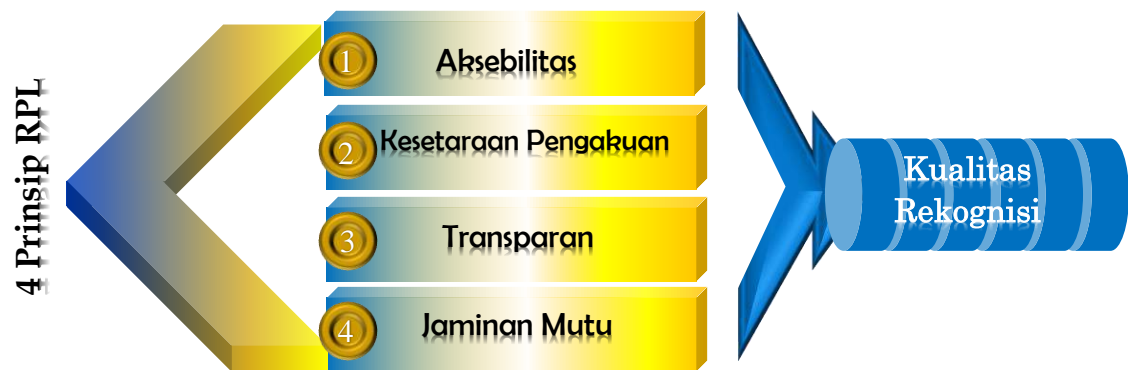 4 Prinsip RPL
1 Aksebilitas
2 Kesetaraan Pengakuan
3 Transparan
4 Jaminan Mutu
Kualitas
Rekognisi